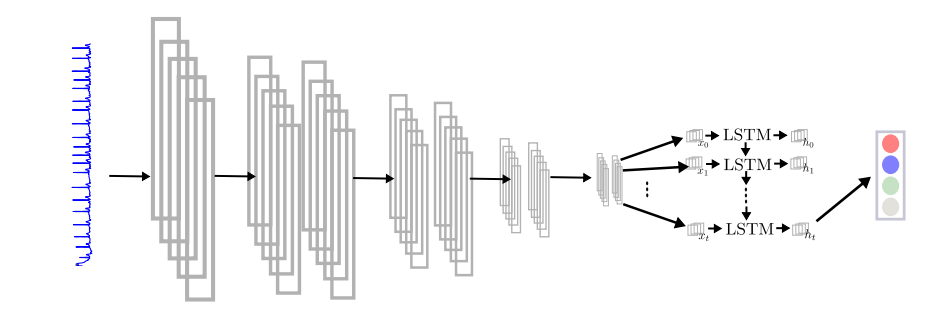 x₀ LSTM h₀
x₁ LSTM h₁
xₜ LSTM hₜ